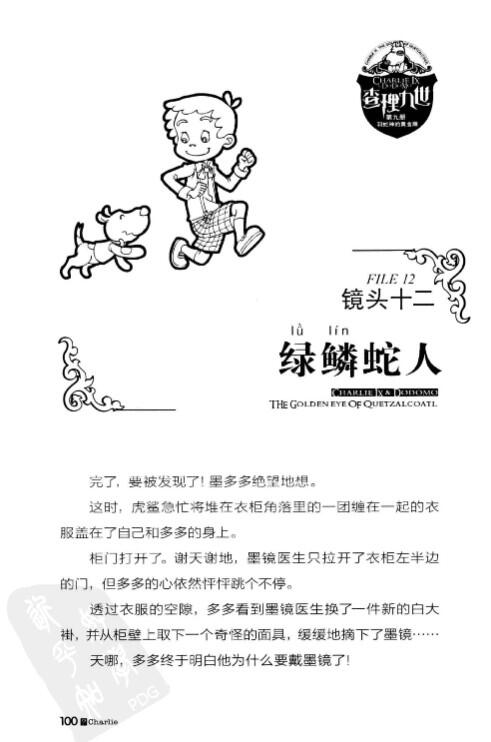 CHARLIE IX
DODOMO
查理九世
第九册
羽蛇神的黄金眼
FILE 12
镜头十二
lǜ lín
绿鳞蛇人
CHARLIE IX & DODOMO
THE GOLDEN EYE OF QUETZALCOATL
完了，要被发现了！墨多多绝望地想。
这时，虎鲨急忙将堆在衣柜角落里的一团缠在一起的衣
服盖在了自己和多多的身上。
柜门打开了。谢天谢地，墨镜医生只拉开了衣柜左半边
的门，但多多的心依然怦怦跳个不停。
透过衣服的空隙，多多看到墨镜医生换了一件新的白大
褂，并从柜壁上取下一个奇怪的面具，缓缓地摘下了墨镜……
天哪，多多终于明白他为什么要戴墨镜了！
PDG
100 Charlie